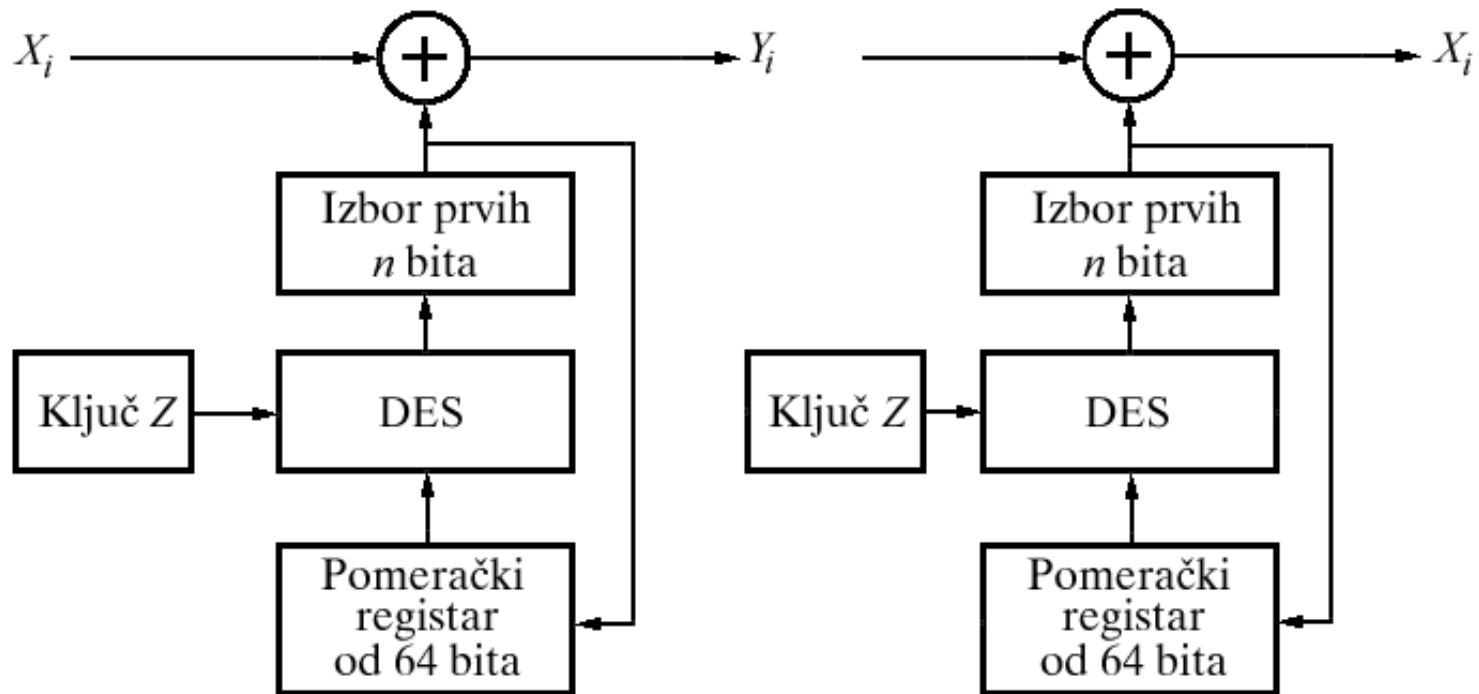 X_i
Y_i
X_i
Izbor prvih
n bita
Izbor prvih
n bita
Ključ Z
DES
Ključ Z
DES
Pomerački
registar
od 64 bita
Pomerački
registar
od 64 bita